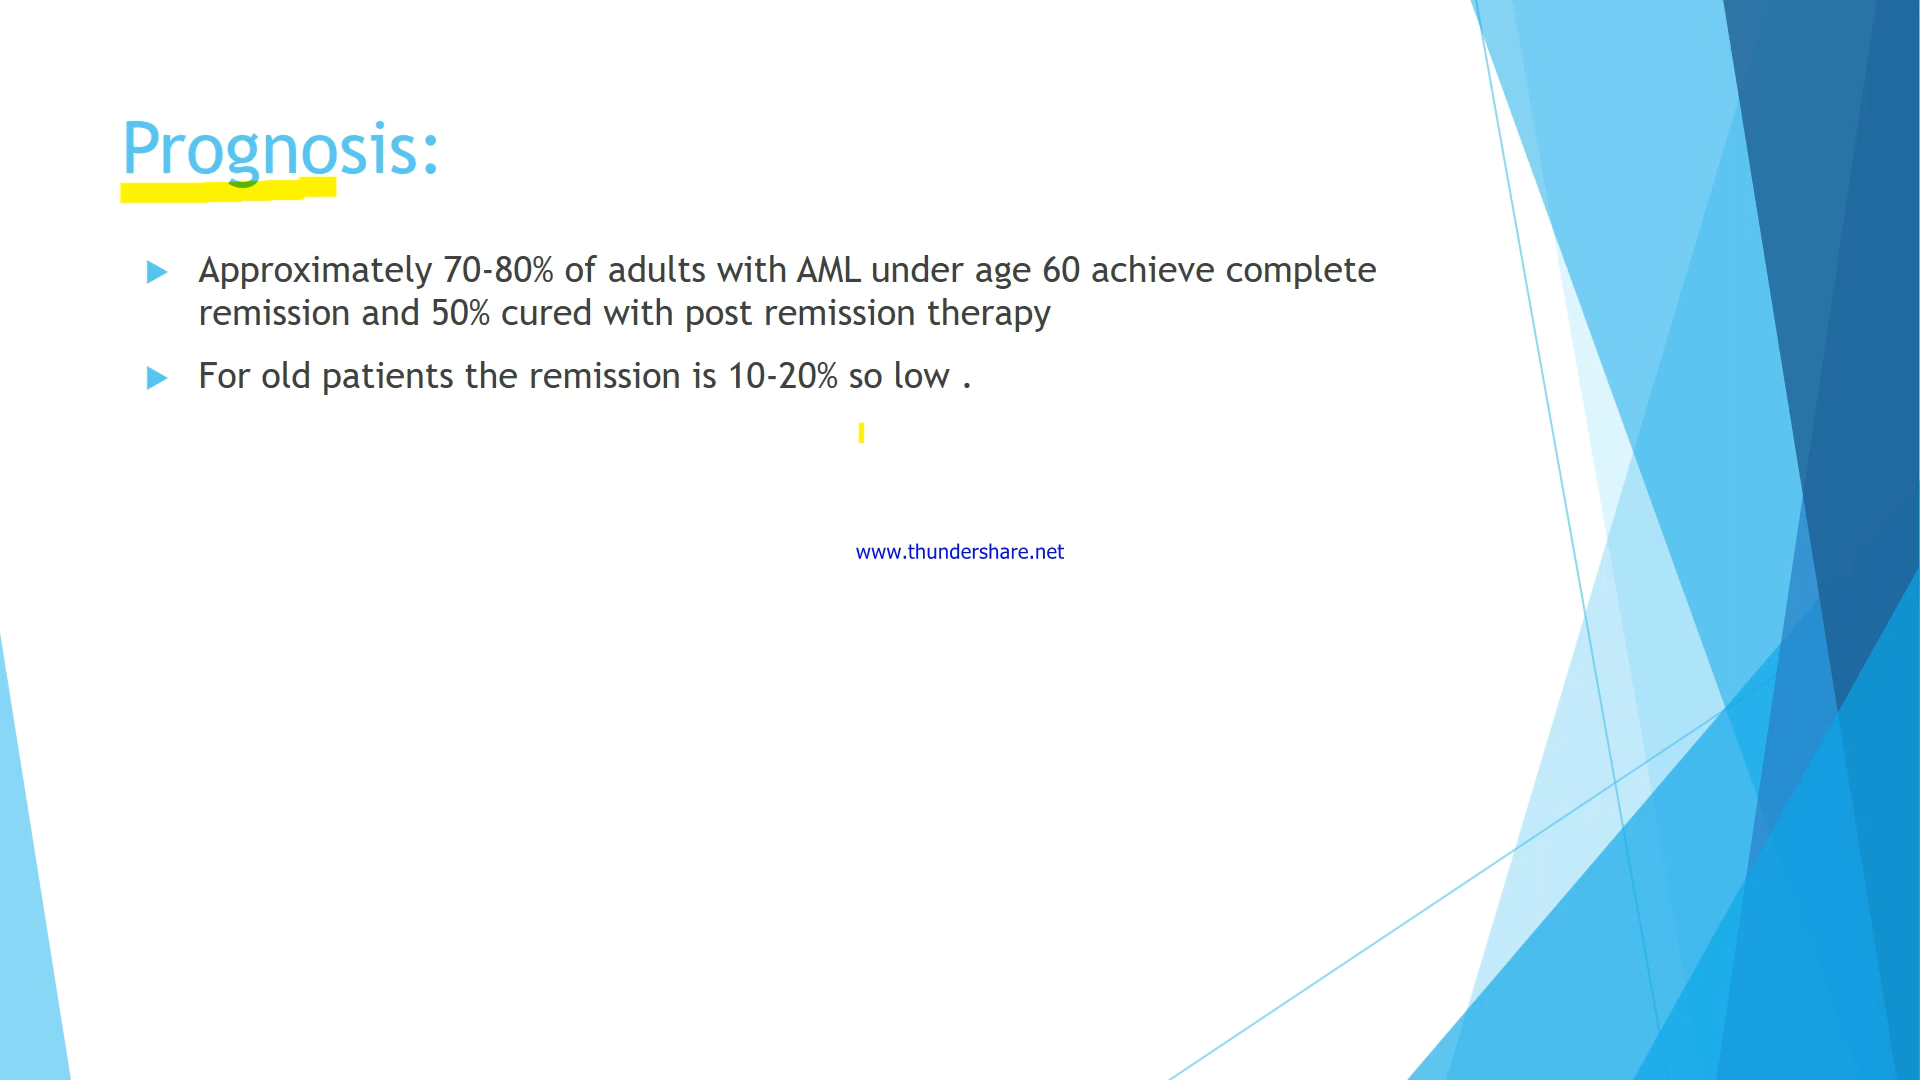 Prognosis:
Approximately 70-80% of adults with AML under age 60 achieve complete
remission and 50% cured with post remission therapy
For old patients the remission is 10-20% so low .
www.thundershare.net